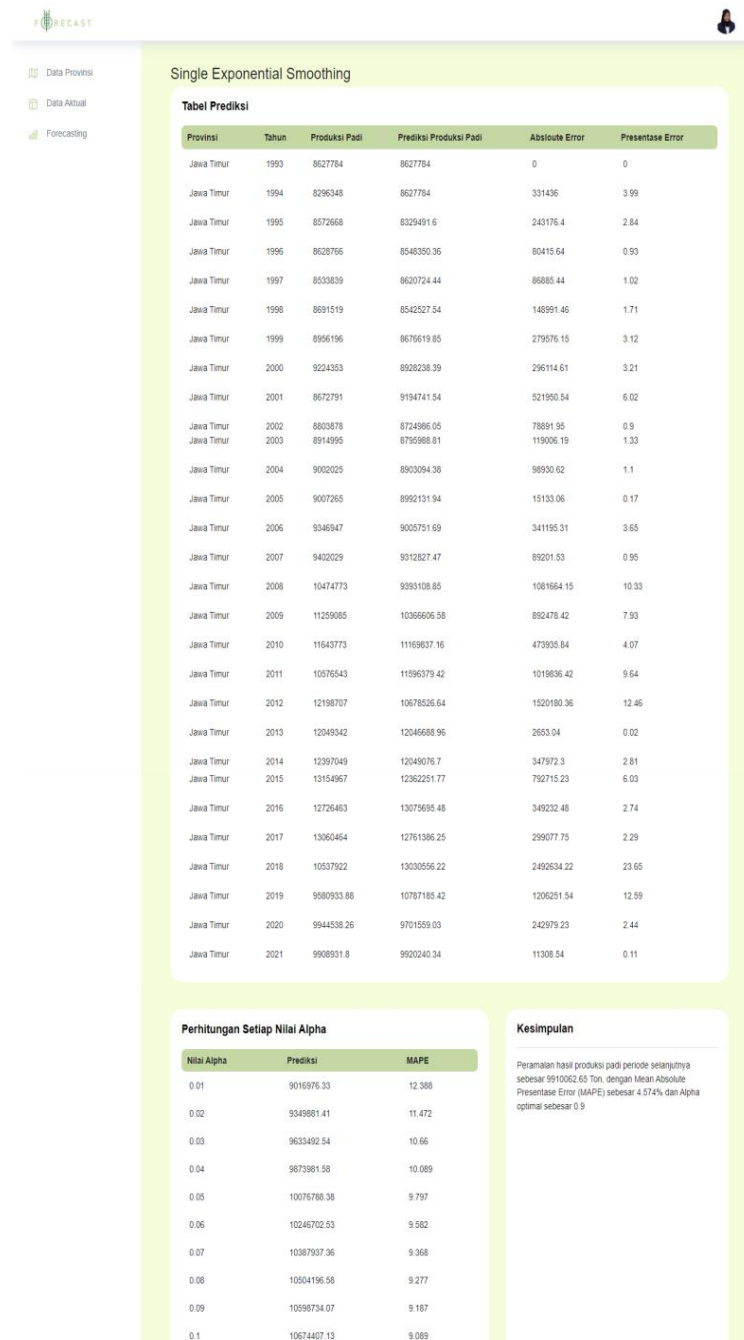 FORECAST
Data Provinsi
Data Aktual
Forecasting
Single Exponential Smoothing
Tabel Prediksi
Provinsi Tahun Produksi Padi Prediksi Produksi Padi Absloute Error Presentase Error
Jawa Timur 1993 8627784 8627784 0 0
Jawa Timur 1994 8296348 8627784 331436 3.99
Jawa Timur 1995 8572668 8329491.6 243176.4 2.84
Jawa Timur 1996 8628766 8548350.36 80415.64 0.93
Jawa Timur 1997 8533839 8620724.44 86885.44 1.02
Jawa Timur 1998 8691519 8542527.54 148991.46 1.71
Jawa Timur 1999 8956196 8676619.85 279576.15 3.12
Jawa Timur 2000 9224353 8928238.39 296114.61 3.21
Jawa Timur 2001 8672791 9194741.54 521950.54 6.02
Jawa Timur 2002 8803878 8724986.05 78891.95 0.9
Jawa Timur 2003 8914995 8795988.81 119006.19 1.33
Jawa Timur 2004 9002025 8903094.38 98930.62 1.1
Jawa Timur 2005 9007265 8992131.94 15133.06 0.17
Jawa Timur 2006 9346947 9005751.69 341195.31 3.65
Jawa Timur 2007 9402029 9312827.47 89201.53 0.95
Jawa Timur 2008 10474773 9393108.85 1081664.15 10.33
Jawa Timur 2009 11259085 10366606.58 892478.42 7.93
Jawa Timur 2010 11643773 11169837.16 473935.84 4.07
Jawa Timur 2011 10576543 11596379.42 1019836.42 9.64
Jawa Timur 2012 12198707 10678526.64 1520180.36 12.46
Jawa Timur 2013 12049342 12046688.96 2653.04 0.02
Jawa Timur 2014 12397049 12049076.7 347972.3 2.81
Jawa Timur 2015 13154967 12362251.77 792715.23 6.03
Jawa Timur 2016 12726463 13075695.48 349232.48 2.74
Jawa Timur 2017 13060464 12761386.25 299077.75 2.29
Jawa Timur 2018 10537922 13030556.22 2492634.22 23.65
Jawa Timur 2019 9580933.88 10787185.42 1206251.54 12.59
Jawa Timur 2020 9944538.26 9701559.03 242979.23 2.44
Jawa Timur 2021 9908931.8 9920240.34 11308.54 0.11
Perhitungan Setiap Nilai Alpha
Nilai Alpha Prediksi MAPE
0.01 9016976.33 12.388
0.02 9349881.41 11.472
0.03 9633492.54 10.66
0.04 9873981.58 10.089
0.05 10076788.38 9.797
0.06 10246702.53 9.582
0.07 10387937.36 9.368
0.08 10504196.58 9.277
0.09 10598734.07 9.187
0.1 10674407.13 9.089
Kesimpulan
Peramalan hasil produksi padi periode selanjutnya
sebesar 9910062.65 Ton, dengan Mean Absolute
Presentase Error (MAPE) sebesar 4.574% dan Alpha
optimal sebesar 0.9